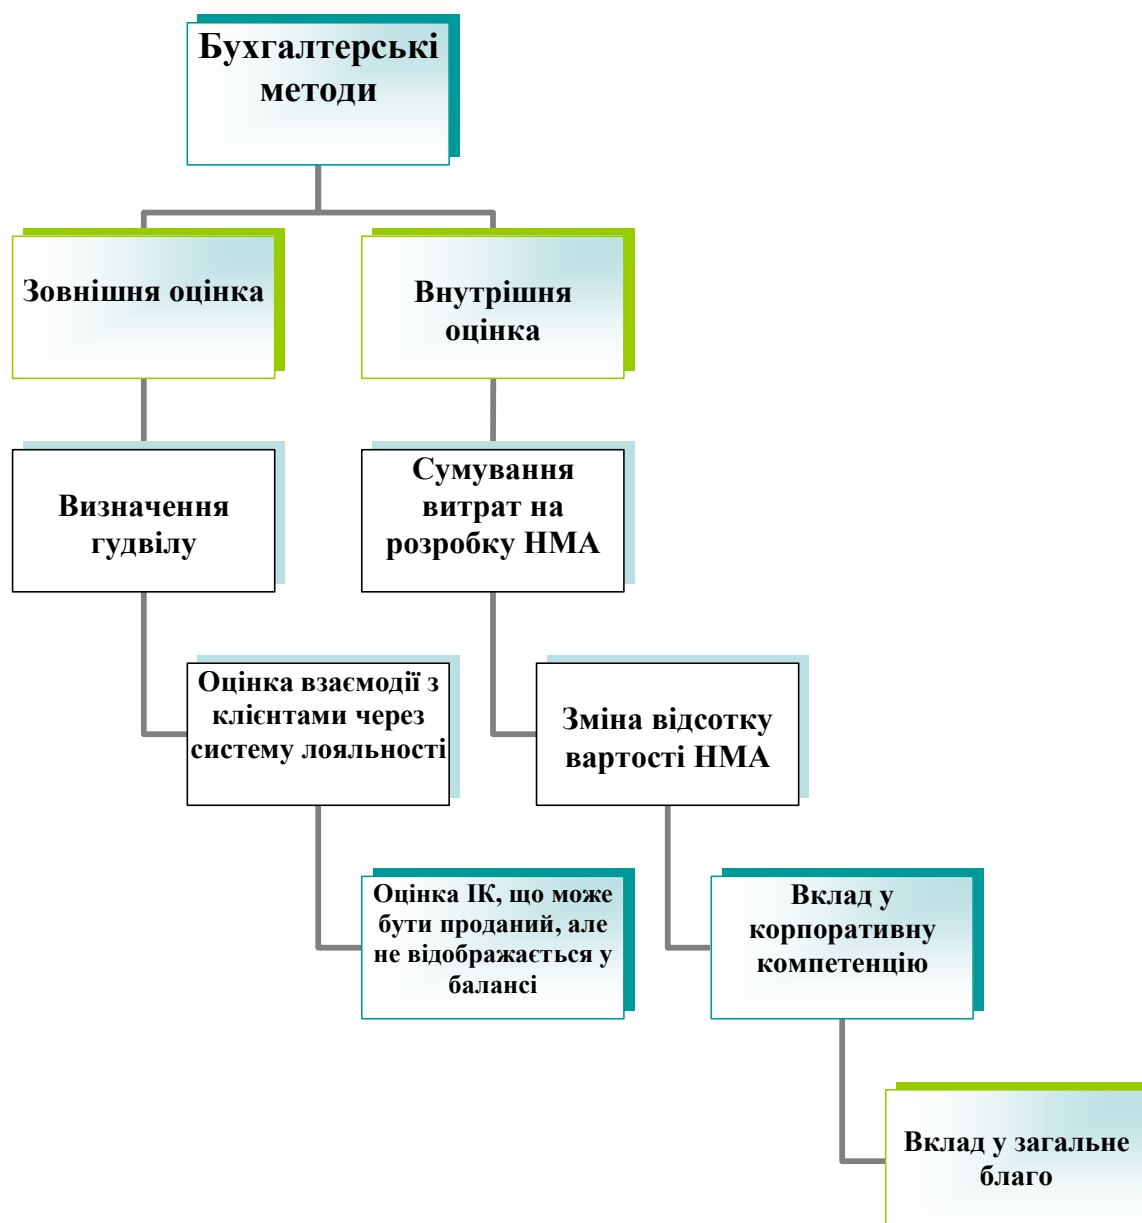 Бухгалтерські
методи
Зовнішня оцінка
Внутрішня
оцінка
Визначення
гудвілу
Сумування
витрат на
розробку НМА
Оцінка взаємодії з
клієнтами через
систему лояльності
Зміна відсотку
вартості НМА
Оцінка ІК, що може
бути проданий, але
не відображається у
балансі
Вклад у
корпоративну
компетенцію
Вклад у загальне
благо